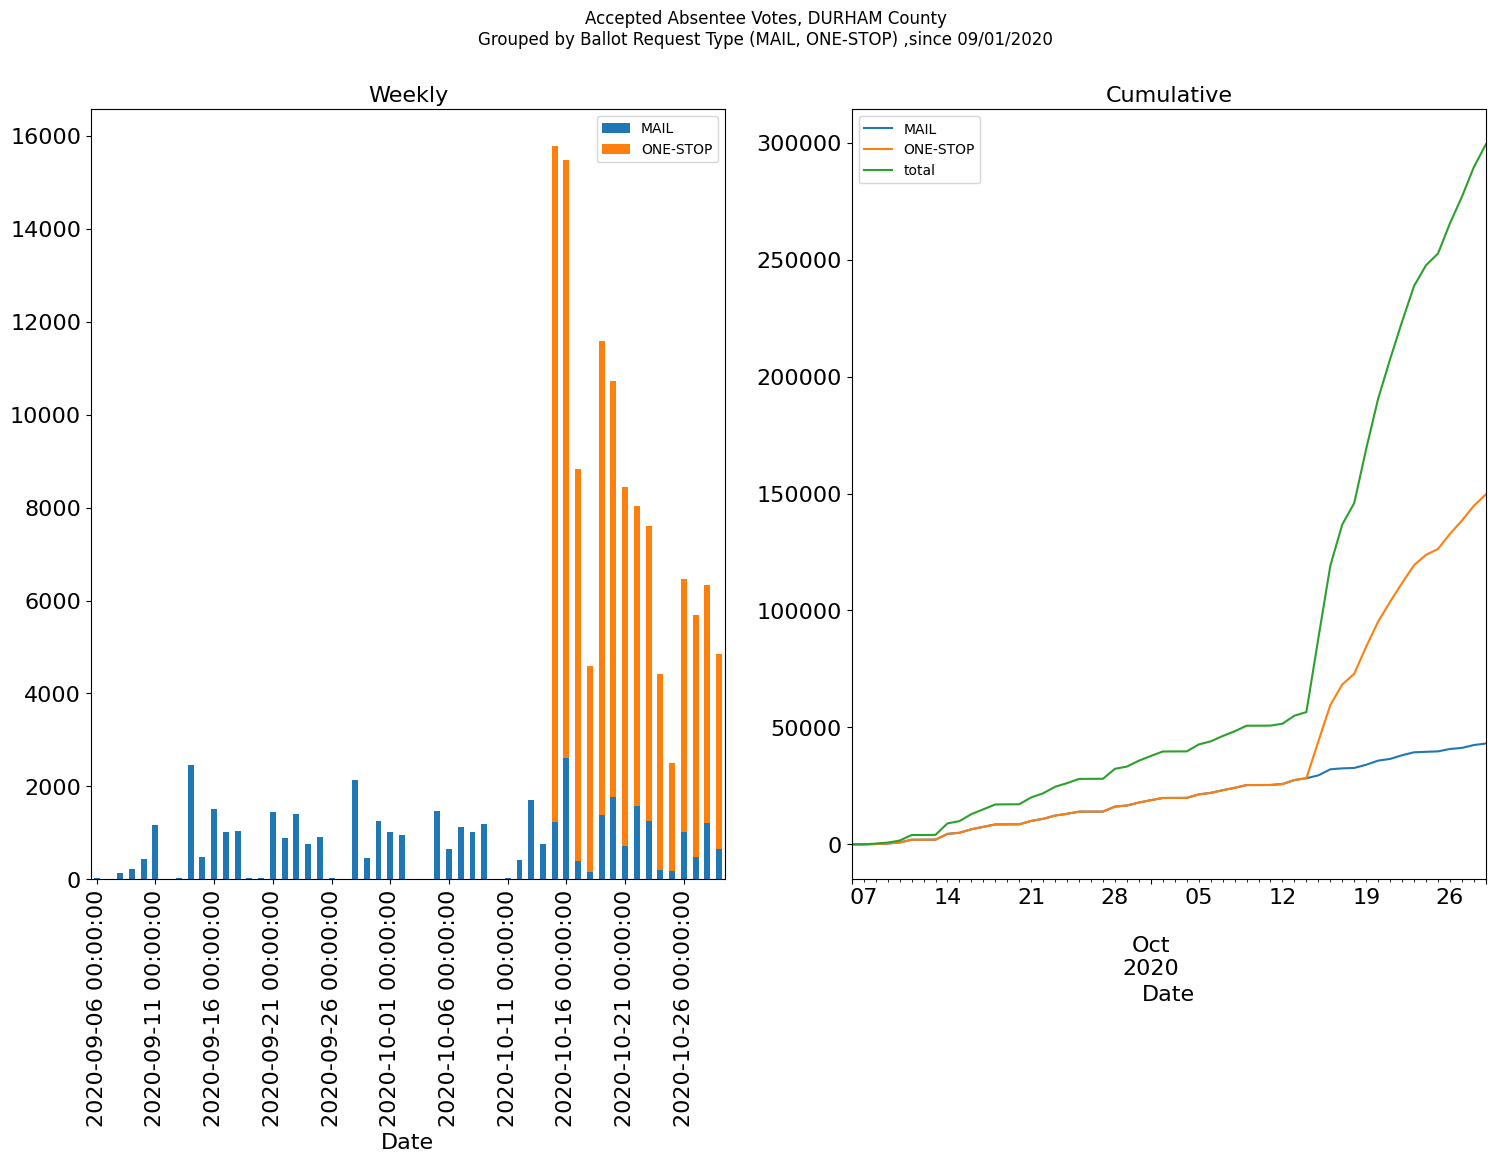 Accepted Absentee Votes, DURHAM County
Grouped by Ballot Request Type (MAIL, ONE-STOP) ,since 09/01/2020
Weekly
MAIL
ONE-STOP
16000
14000
12000
10000
8000
6000
4000
2000
0
2020-09-06 00:00:00
2020-09-11 00:00:00
2020-09-16 00:00:00
2020-09-21 00:00:00
2020-09-26 00:00:00
2020-10-01 00:00:00
2020-10-06 00:00:00
2020-10-11 00:00:00
2020-10-16 00:00:00
2020-10-21 00:00:00
2020-10-26 00:00:00
Date
Cumulative
MAIL
ONE-STOP
total
300000
250000
200000
150000
100000
50000
0
07 14 21 28 05 12 19 26
Oct
2020
Date